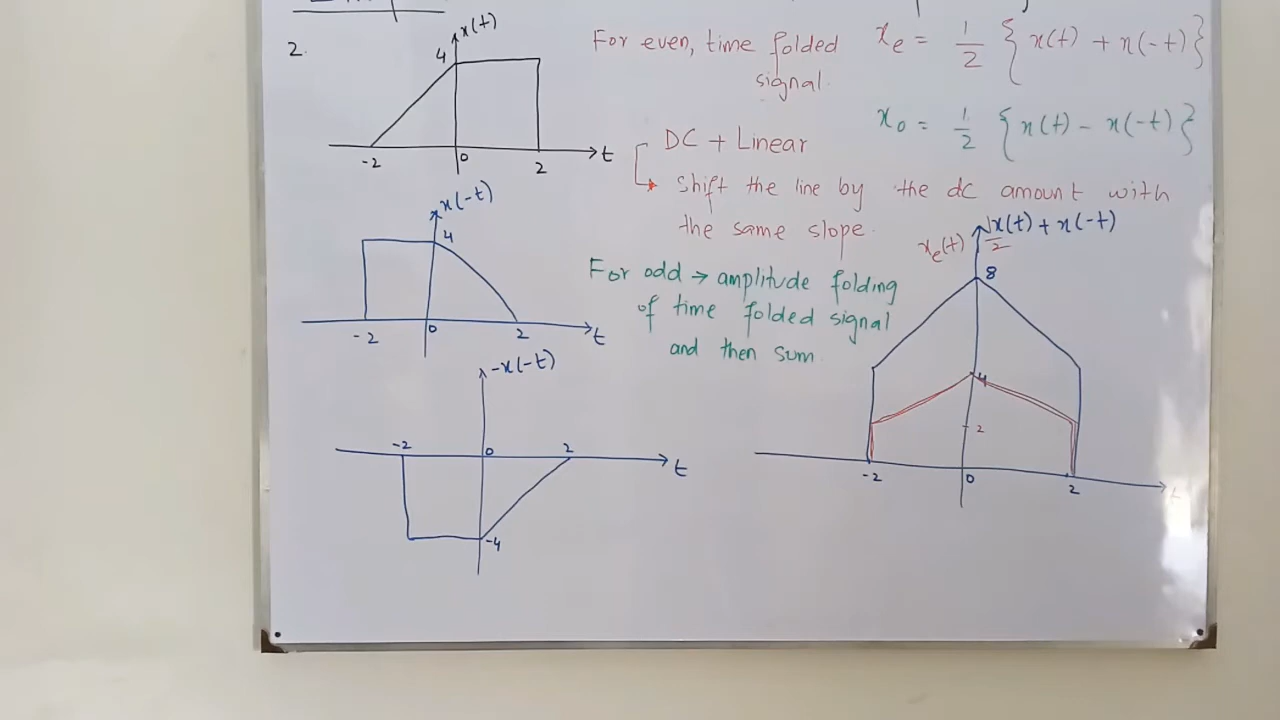 2.
x(t)
4
-2
0
2
t
For even, time folded
signal.
xe = 1/2 {x(t) + x(-t)}
xo = 1/2 {x(t) - x(-t)}
DC + Linear
Shift the line by the dc amount with
the same slope.
x(-t)
4
-2
0
2
t
For odd → amplitude folding
of time folded signal
and then sum.
xe(t)
x(t) + x(-t)
2
8
4
2
-2
0
2
t
-x(-t)
-2
0
2
t
-4